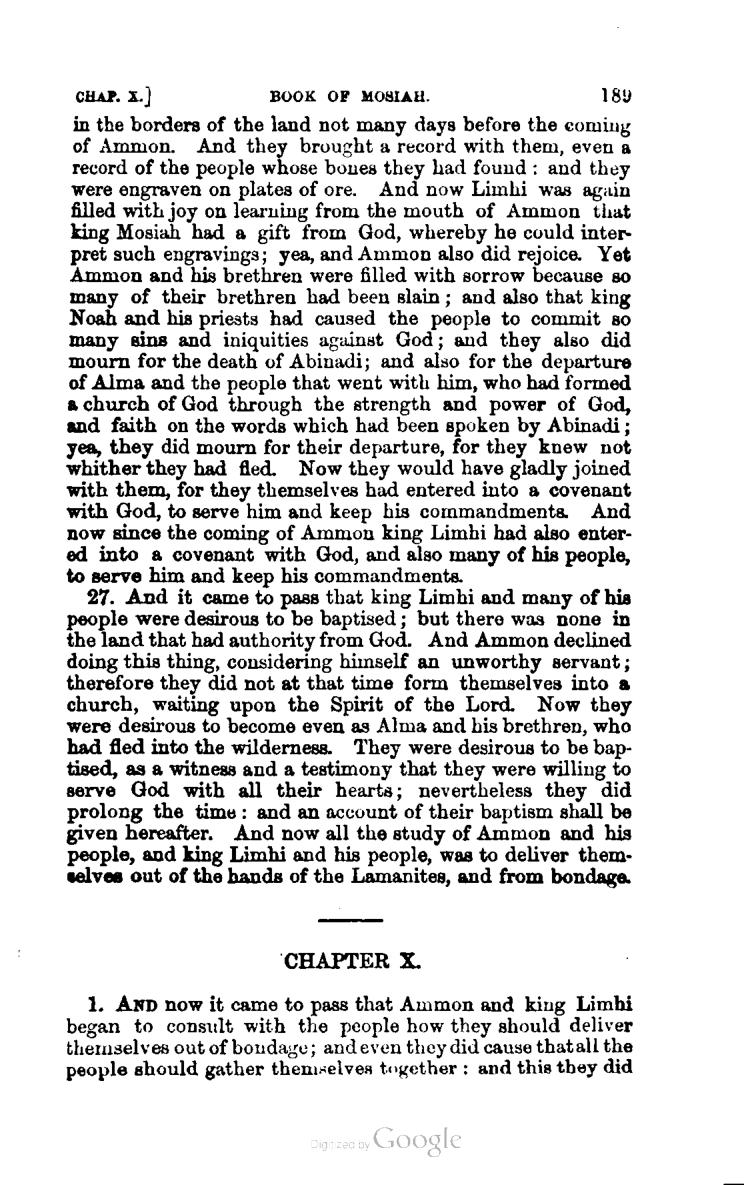 CHAP. X.] BOOK OF MOSIAH. 189
in the borders of the land not many days before the coming
of Ammon. And they brought a record with them, even a
record of the people whose bones they had found : and they
were engraven on plates of ore. And now Limhi was again
filled with joy on learning from the mouth of Ammon that
king Mosiah had a gift from God, whereby he could inter-
pret such engravings; yea, and Ammon also did rejoice. Yet
Ammon and his brethren were filled with sorrow because so
many of their brethren had been slain ; and also that king
Noah and his priests had caused the people to commit so
many sins and iniquities against God ; and they also did
mourn for the death of Abinadi; and also for the departure
of Alma and the people that went with him, who had formed
a church of God through the strength and power of God,
and faith on the words which had been spoken by Abinadi ;
yea, they did mourn for their departure, for they knew not
whither they had fled. Now they would have gladly joined
with them, for they themselves had entered into a covenant
with God, to serve him and keep his commandments. And
now since the coming of Ammon king Limhi had also enter-
ed into a covenant with God, and also many of his people,
to serve him and keep his commandments.
27. And it came to pass that king Limhi and many of his
people were desirous to be baptised ; but there was none in
the land that had authority from God. And Ammon declined
doing this thing, considering himself an unworthy servant ;
therefore they did not at that time form themselves into a
church, waiting upon the Spirit of the Lord. Now they
were desirous to become even as Alma and his brethren, who
had fled into the wilderness. They were desirous to be bap-
tised, as a witness and a testimony that they were willing to
serve God with all their hearts ; nevertheless they did
prolong the time : and an account of their baptism shall be
given hereafter. And now all the study of Ammon and his
people, and king Limhi and his people, was to deliver them-
selves out of the hands of the Lamanites, and from bondage.
CHAPTER X.
1. AND now it came to pass that Ammon and king Limhi
began to consult with the people how they should deliver
themselves out of bondage ; and even they did cause that all the
people should gather themselves together : and this they did
Digitized by Google